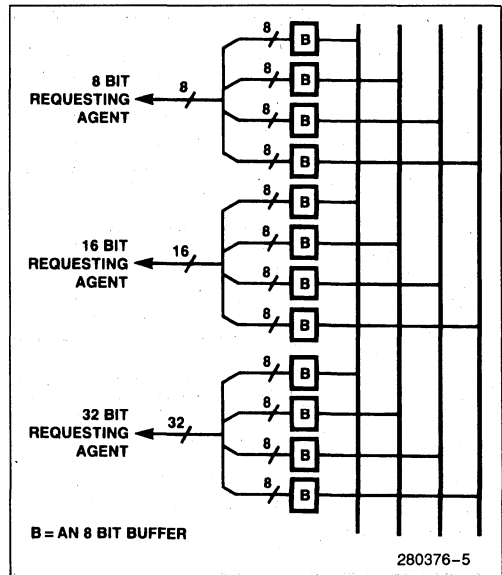 8
B
8
B
8 BIT
REQUESTING
AGENT
8
8
B
8
B
8
B
8
B
16 BIT
REQUESTING
AGENT
16
8
B
8
B
8
B
8
B
32 BIT
REQUESTING
AGENT
32
8
B
8
B
B = AN 8 BIT BUFFER
280376-5